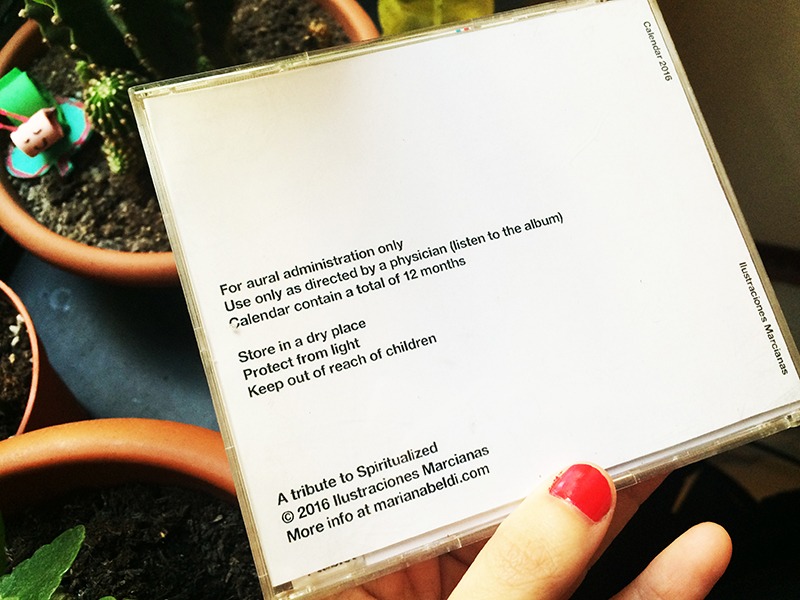 Calendar 2016
For aural administration only
Use only as directed by a physician (listen to the album)
Calendar contain a total of 12 months
Store in a dry place
Protect from light
Keep out of reach of children
Ilustraciones Marcianas
A tribute to Spiritualized
© 2016 Ilustraciones Marcianas
More info at marianabeldi.com